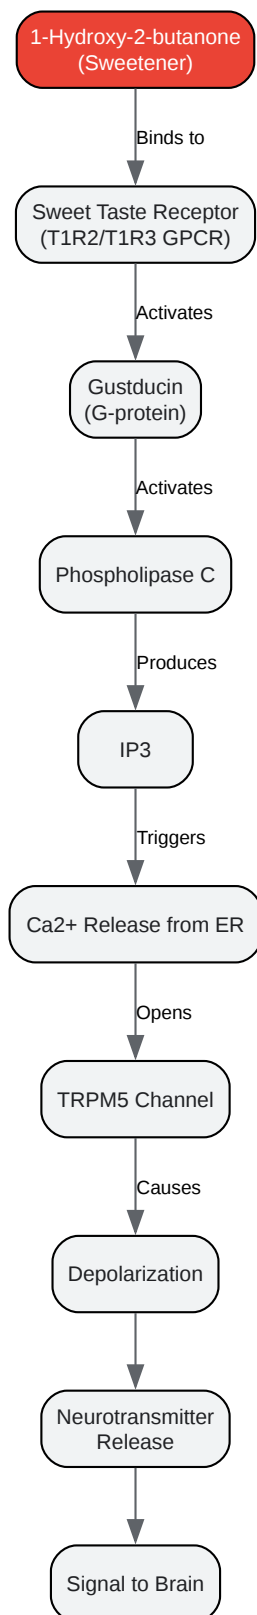 1-Hydroxy-2-butanone
(Sweetener)
Binds to
Sweet Taste Receptor
(T1R2/T1R3 GPCR)
Activates
Gustducin
(G-protein)
Activates
Phospholipase C
Produces
IP3
Triggers
Ca2+ Release from ER
Opens
TRPM5 Channel
Causes
Depolarization
Neurotransmitter
Release
Signal to Brain